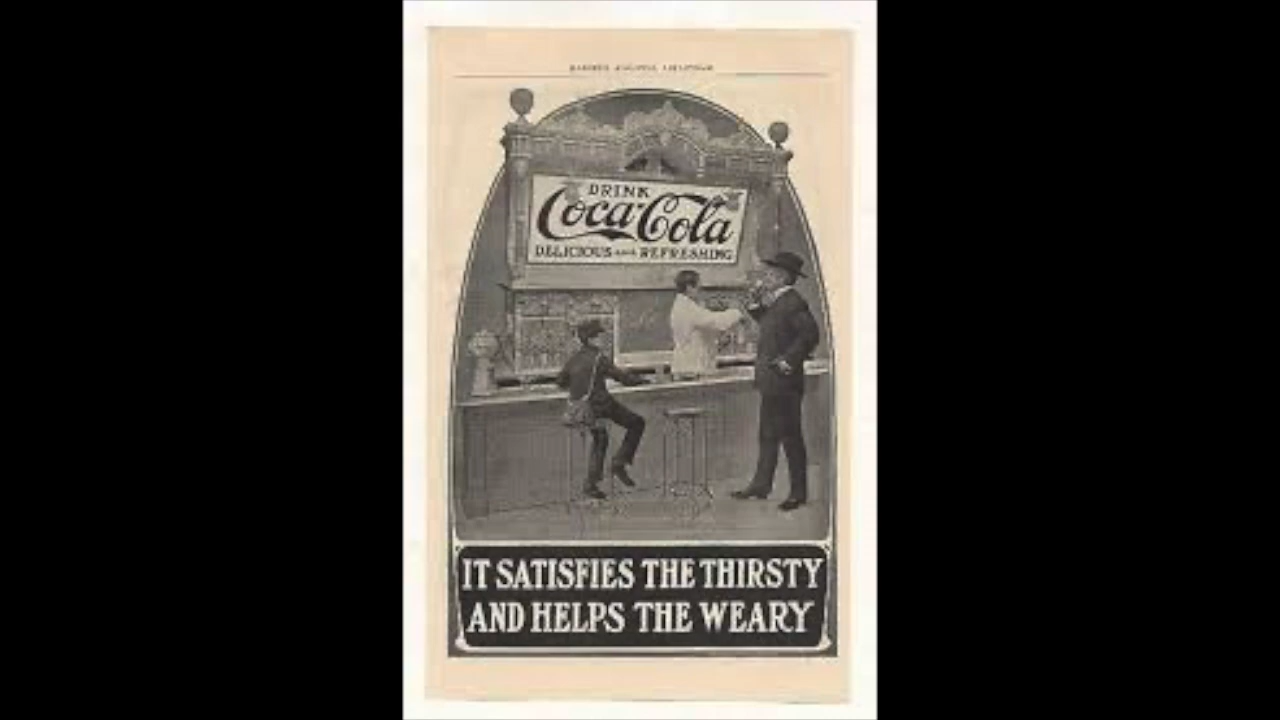 DRINK
Coca-Cola
DELICIOUS AND REFRESHING
IT SATISFIES THE THIRSTY
AND HELPS THE WEARY